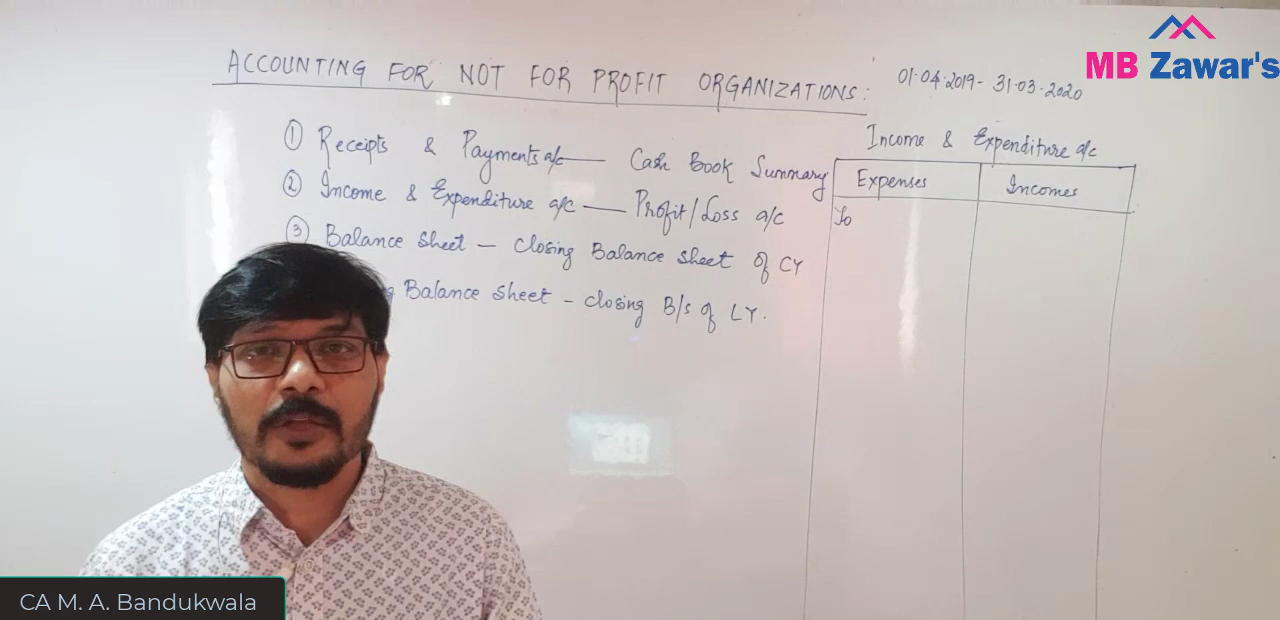 MB Zawar's
ACCOUNTING FOR NOT FOR PROFIT ORGANIZATIONS:
01.04.2019 - 31.03.2020
① Receipts & Payments a/c — Cash Book Summary
② Income & Expenditure a/c — Profit/Loss a/c
③ Balance Sheet - Closing Balance Sheet of CY
Balance Sheet - Closing B/s of LY.
Income & Expenditure a/c
Expenses
Incomes
To
CA M. A. Bandukwala